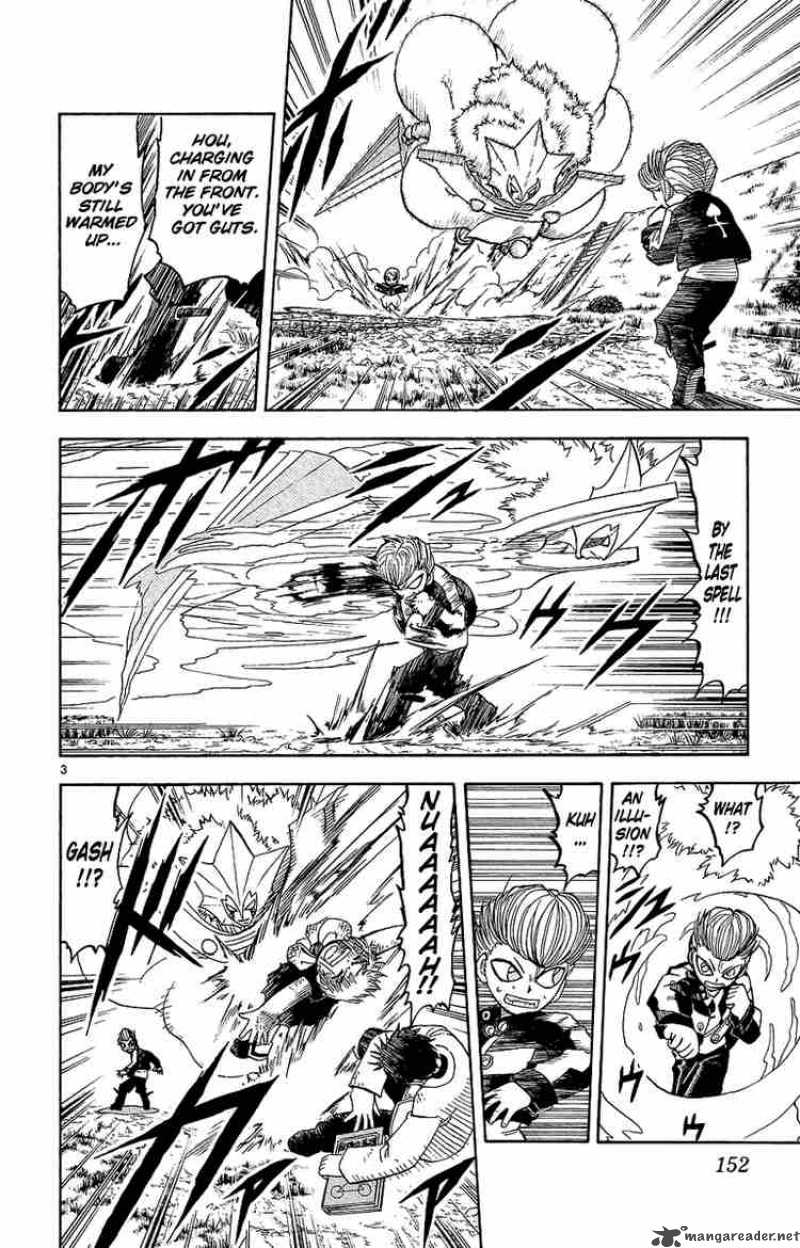 HOU,
CHARGING
IN FROM
THE FRONT.
YOU'VE
GOT GUTS.
MY
BODY'S
STILL
WARMED
UP...
BY
THE
LAST
SPELL
!!!
3
WHAT
!?
AN
ILLU-
SION
!!?
KUH
...
NUAAAAAAH!!
GASH
!!?
152
mangareader.net